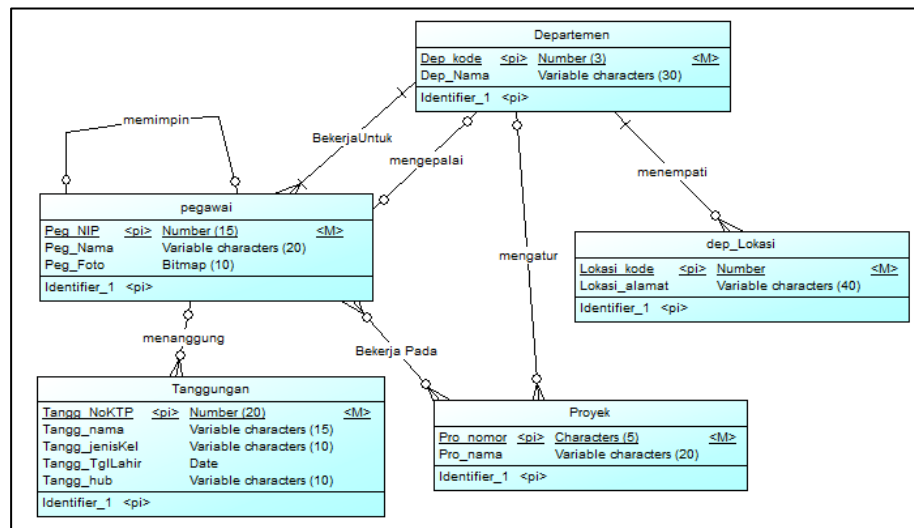 Departemen
Dep_kode <pi> Number (3) <M>
Dep_Nama Variable characters (30)
Identifier_1 <pi>
memimpin
BekerjaUntuk
mengepalai
menempati
mengatur
pegawai
Peg_NIP <pi> Number (15) <M>
Peg_Nama Variable characters (20)
Peg_Foto Bitmap (10)
Identifier_1 <pi>
dep_Lokasi
Lokasi_kode <pi> Number <M>
Lokasi_alamat Variable characters (40)
Identifier_1 <pi>
menanggung
Bekerja Pada
Tanggungan
Tangg_NoKTP <pi> Number (20) <M>
Tangg_nama Variable characters (15)
Tangg_jenisKel Variable characters (10)
Tangg_TglLahir Date
Tangg_hub Variable characters (10)
Identifier_1 <pi>
Proyek
Pro_nomor <pi> Characters (5) <M>
Pro_nama Variable characters (20)
Identifier_1 <pi>